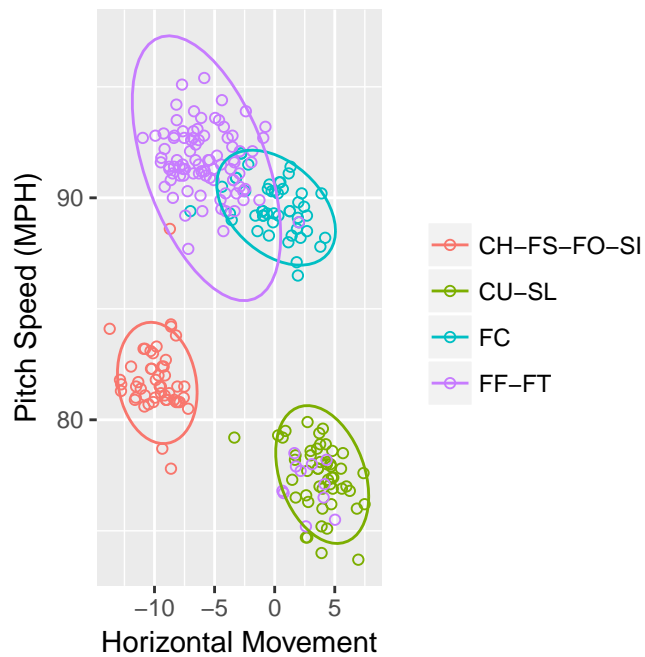 Pitch Speed (MPH)
90
80
−10
−5
0
5
Horizontal Movement
CH−FS−FO−SI
CU−SL
FC
FF−FT